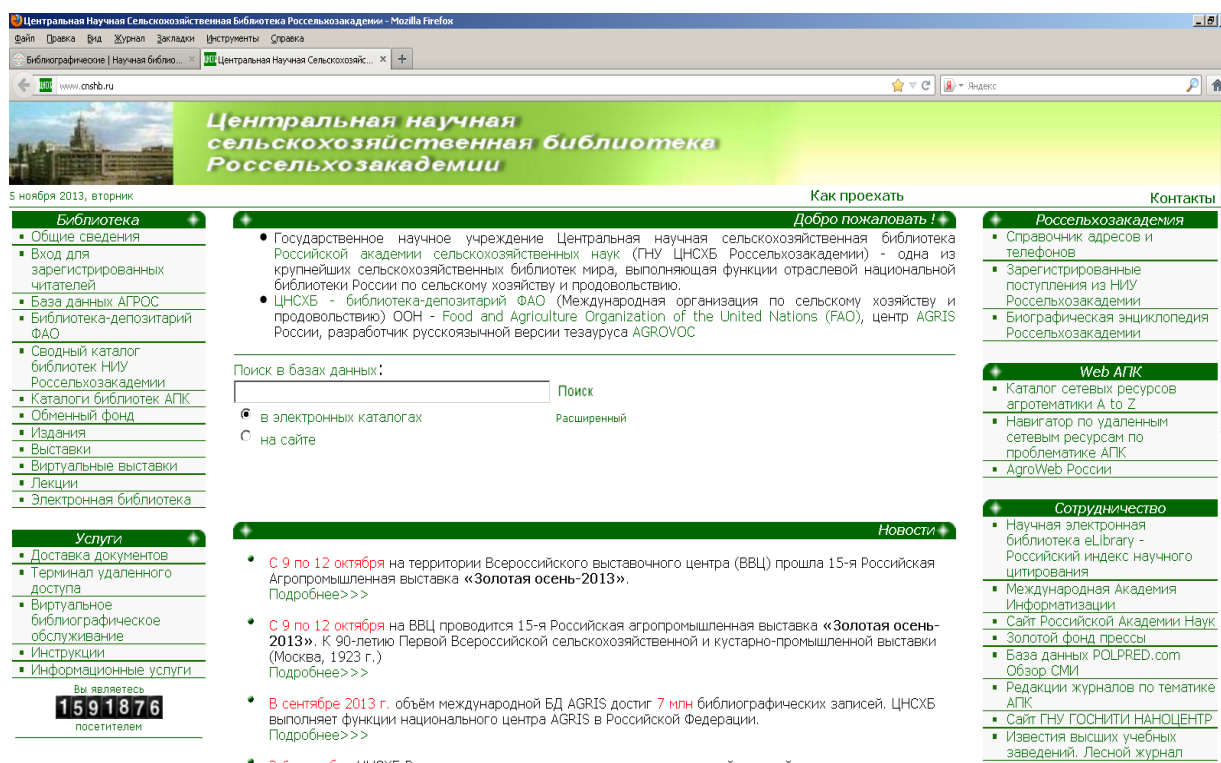 Центральная Научная Сельскохозяйственная Библиотека Россельхозакадемии - Mozilla Firefox
Файл Правка Вид Журнал Закладки Инструменты Справка
Библиографические | Научная библио...
Центральная Научная Сельскохозяйс...
www.cnshb.ru
Яндекс
Центральная научная
сельскохозяйственная библиотека
Россельхозакадемии
5 ноября 2013, вторник
Как проехать
Контакты
Библиотека
Общие сведения
Вход для
зарегистрированных
читателей
База данных АГРОС
Библиотека-депозитарий
ФАО
Сводный каталог
библиотек НИУ
Россельхозакадемии
Каталоги библиотек АПК
Обменный фонд
Издания
Выставки
Виртуальные выставки
Лекции
Электронная библиотека
Услуги
Доставка документов
Терминал удаленного
доступа
Виртуальное
библиографическое
обслуживание
Инструкции
Информационные услуги
Вы являетесь
1591876
посетителем
Добро пожаловать !
Государственное научное учреждение Центральная научная сельскохозяйственная библиотека
Российской академии сельскохозяйственных наук (ГНУ ЦНСХБ Россельхозакадемии) - одна из
крупнейших сельскохозяйственных библиотек мира, выполняющая функции отраслевой национальной
библиотеки России по сельскому хозяйству и продовольствию.
ЦНСХБ - библиотека-депозитарий ФАО (Международная организация по сельскому хозяйству и
продовольствию) ООН - Food and Agriculture Organization of the United Nations (FAO), центр AGRIS
России, разработчик русскоязычной версии тезауруса AGROVOC
Поиск в базах данных:
Поиск
в электронных каталогах
Расширенный
на сайте
Новости
С 9 по 12 октября на территории Всероссийского выставочного центра (ВВЦ) прошла 15-я Российская
Агропромышленная выставка «Золотая осень-2013».
Подробнее>>>
С 9 по 12 октября на ВВЦ проводится 15-я Российская агропромышленная выставка «Золотая осень-
2013». К 90-летию Первой Всероссийской сельскохозяйственной и кустарно-промышленной выставки
(Москва, 1923 г.)
Подробнее>>>
В сентябре 2013 г. объём международной БД AGRIS достиг 7 млн библиографических записей. ЦНСХБ
выполняет функции национального центра AGRIS в Российской Федерации.
Подробнее>>>
Россельхозакадемия
Справочник адресов и
телефонов
Зарегистрированные
поступления из НИУ
Россельхозакадемии
Биографическая энциклопедия
Россельхозакадемии
Web АПК
Каталог сетевых ресурсов
агротематики A to Z
Навигатор по удаленным
сетевым ресурсам по
проблематике АПК
AgroWeb России
Сотрудничество
Научная электронная
библиотека eLibrary -
Российский индекс научного
цитирования
Международная Академия
Информатизации
Сайт Российской Академии Наук
Золотой фонд прессы
База данных POLPRED.com
Обзор СМИ
Редакции журналов по тематике
АПК
Сайт ГНУ ГОСНИТИ НАНОЦЕНТР
Известия высших учебных
заведений. Лесной журнал